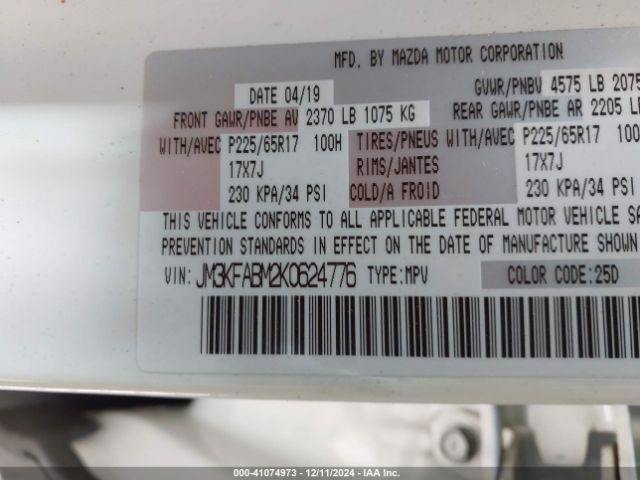 MFD. BY MAZDA MOTOR CORPORATION
DATE 04/19
GVWR/PNBV 4575 LB 2075
FRONT GAWR/PNBE AV 2370 LB 1075 KG
REAR GAWR/PNBE AR 2205 L
WITH/AVEC P225/65R17 100H TIRES/PNEUS WITH/AVEC P225/65R17 100
17X7J RIMS/JANTES 17X7J
230 KPA/34 PSI COLD/A FROID 230 KPA/34 PSI
THIS VEHICLE CONFORMS TO ALL APPLICABLE FEDERAL MOTOR VEHICLE SA
PREVENTION STANDARDS IN EFFECT ON THE DATE OF MANUFACTURE SHOWN
VIN: JM3KFABM2K0624776 TYPE:MPV COLOR CODE:25D
000-41074973 - 12/11/2024 - IAA Inc.